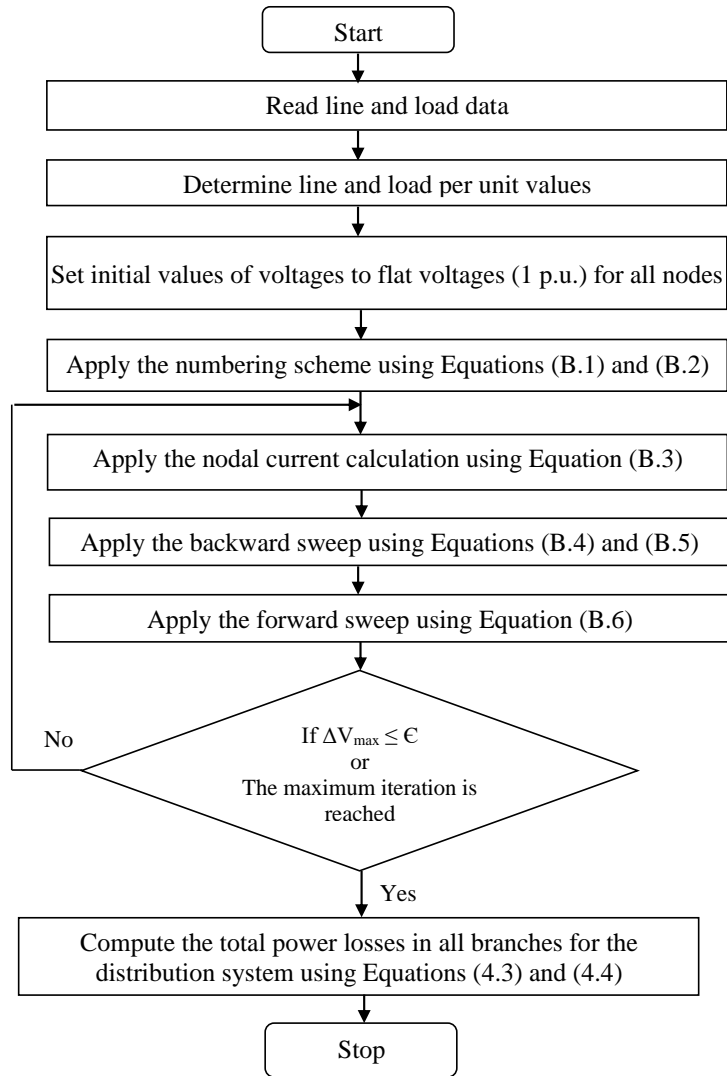 Start
Read line and load data
Determine line and load per unit values
Set initial values of voltages to flat voltages (1 p.u.) for all nodes
Apply the numbering scheme using Equations (B.1) and (B.2)
Apply the nodal current calculation using Equation (B.3)
Apply the backward sweep using Equations (B.4) and (B.5)
Apply the forward sweep using Equation (B.6)
No
If ΔVmax ≤ Є
or
The maximum iteration is
reached
Yes
Compute the total power losses in all branches for the
distribution system using Equations (4.3) and (4.4)
Stop